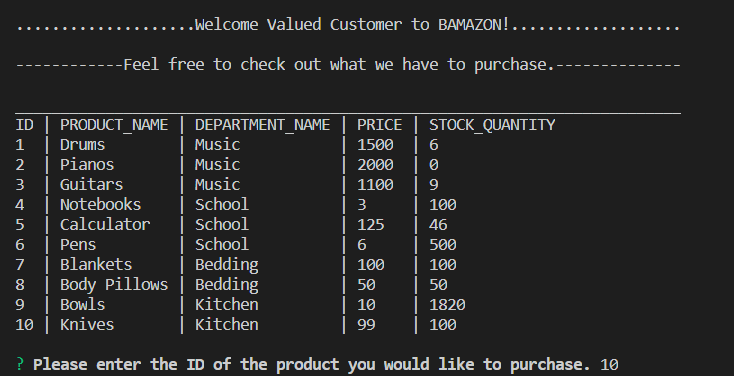 ....................Welcome Valued Customer to BAMAZON!...................
------------Feel free to check out what we have to purchase.--------------
ID | PRODUCT_NAME | DEPARTMENT_NAME | PRICE | STOCK_QUANTITY
1 | Drums | Music | 1500 | 6
2 | Pianos | Music | 2000 | 0
3 | Guitars | Music | 1100 | 9
4 | Notebooks | School | 3 | 100
5 | Calculator | School | 125 | 46
6 | Pens | School | 6 | 500
7 | Blankets | Bedding | 100 | 100
8 | Body Pillows | Bedding | 50 | 50
9 | Bowls | Kitchen | 10 | 1820
10 | Knives | Kitchen | 99 | 100
? Please enter the ID of the product you would like to purchase. 10